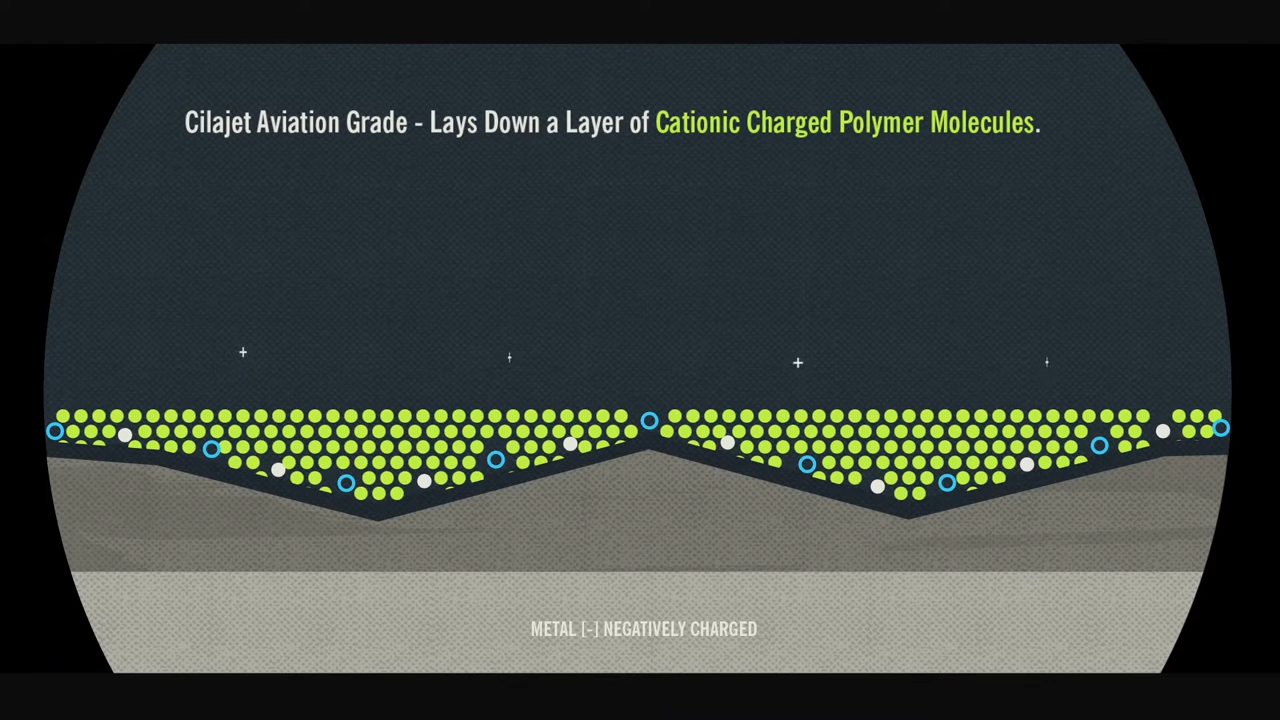 Cilajet Aviation Grade - Lays Down a Layer of Cationic Charged Polymer Molecules.
METAL [-] NEGATIVELY CHARGED